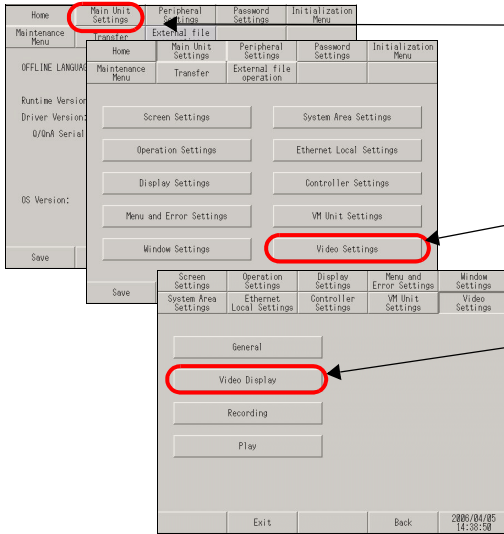 Home
Main Unit Settings
Peripheral Settings
Password Settings
Initialization Menu
Maintenance Menu
Transfer
External file
OFFLINE LANGUAG
Runtime Version
Driver Version:
Q/QnA Serial
OS Version:
Save
Home
Main Unit Settings
Peripheral Settings
Password Settings
Initialization Menu
Maintenance Menu
Transfer
External file operation
Screen Settings
System Area Settings
Operation Settings
Ethernet Local Settings
Display Settings
Controller Settings
Menu and Error Settings
VM Unit Settings
Window Settings
Video Settings
Save
Screen Settings
Operation Settings
Display Settings
Menu and Error Settings
Window Settings
System Area Settings
Ethernet Local Settings
Controller Settings
VM Unit Settings
Video Settings
General
Video Display
Recording
Play
Exit
Back
2006/04/05
14:38:50